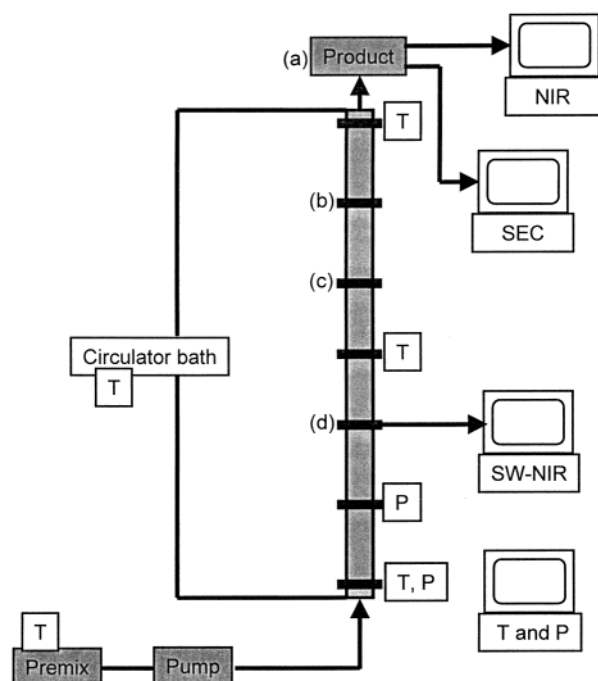 (a) Product
NIR
T
(b)
SEC
(c)
Circulator bath
T
T
(d)
SW-NIR
P
T, P
T and P
T
Premix
Pump